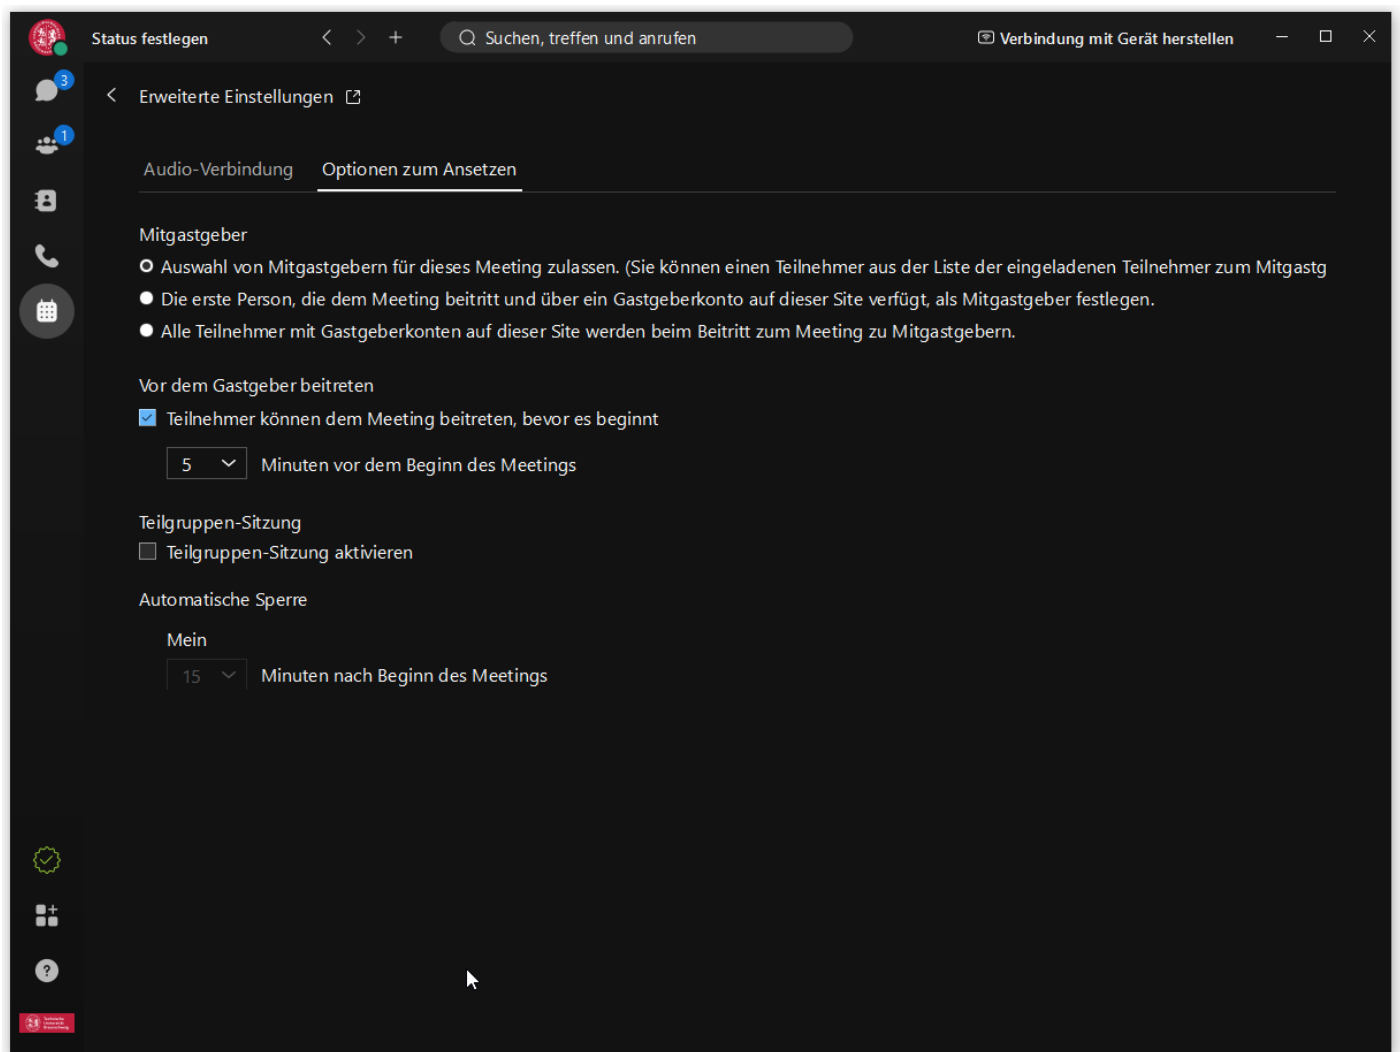 Status festlegen
Suchen, treffen und anrufen
Verbindung mit Gerät herstellen
3
Erweiterte Einstellungen
1
Audio-Verbindung Optionen zum Ansetzen
Mitgastgeber
Auswahl von Mitgastgebern für dieses Meeting zulassen. (Sie können einen Teilnehmer aus der Liste der eingeladenen Teilnehmer zum Mitgastg
Die erste Person, die dem Meeting beitritt und über ein Gastgeberkonto auf dieser Site verfügt, als Mitgastgeber festlegen.
Alle Teilnehmer mit Gastgeberkonten auf dieser Site werden beim Beitritt zum Meeting zu Mitgastgebern.
Vor dem Gastgeber beitreten
Teilnehmer können dem Meeting beitreten, bevor es beginnt
5 Minuten vor dem Beginn des Meetings
Teilgruppen-Sitzung
Teilgruppen-Sitzung aktivieren
Automatische Sperre
Mein
15 Minuten nach Beginn des Meetings
Technische
Universität
Braunschweig